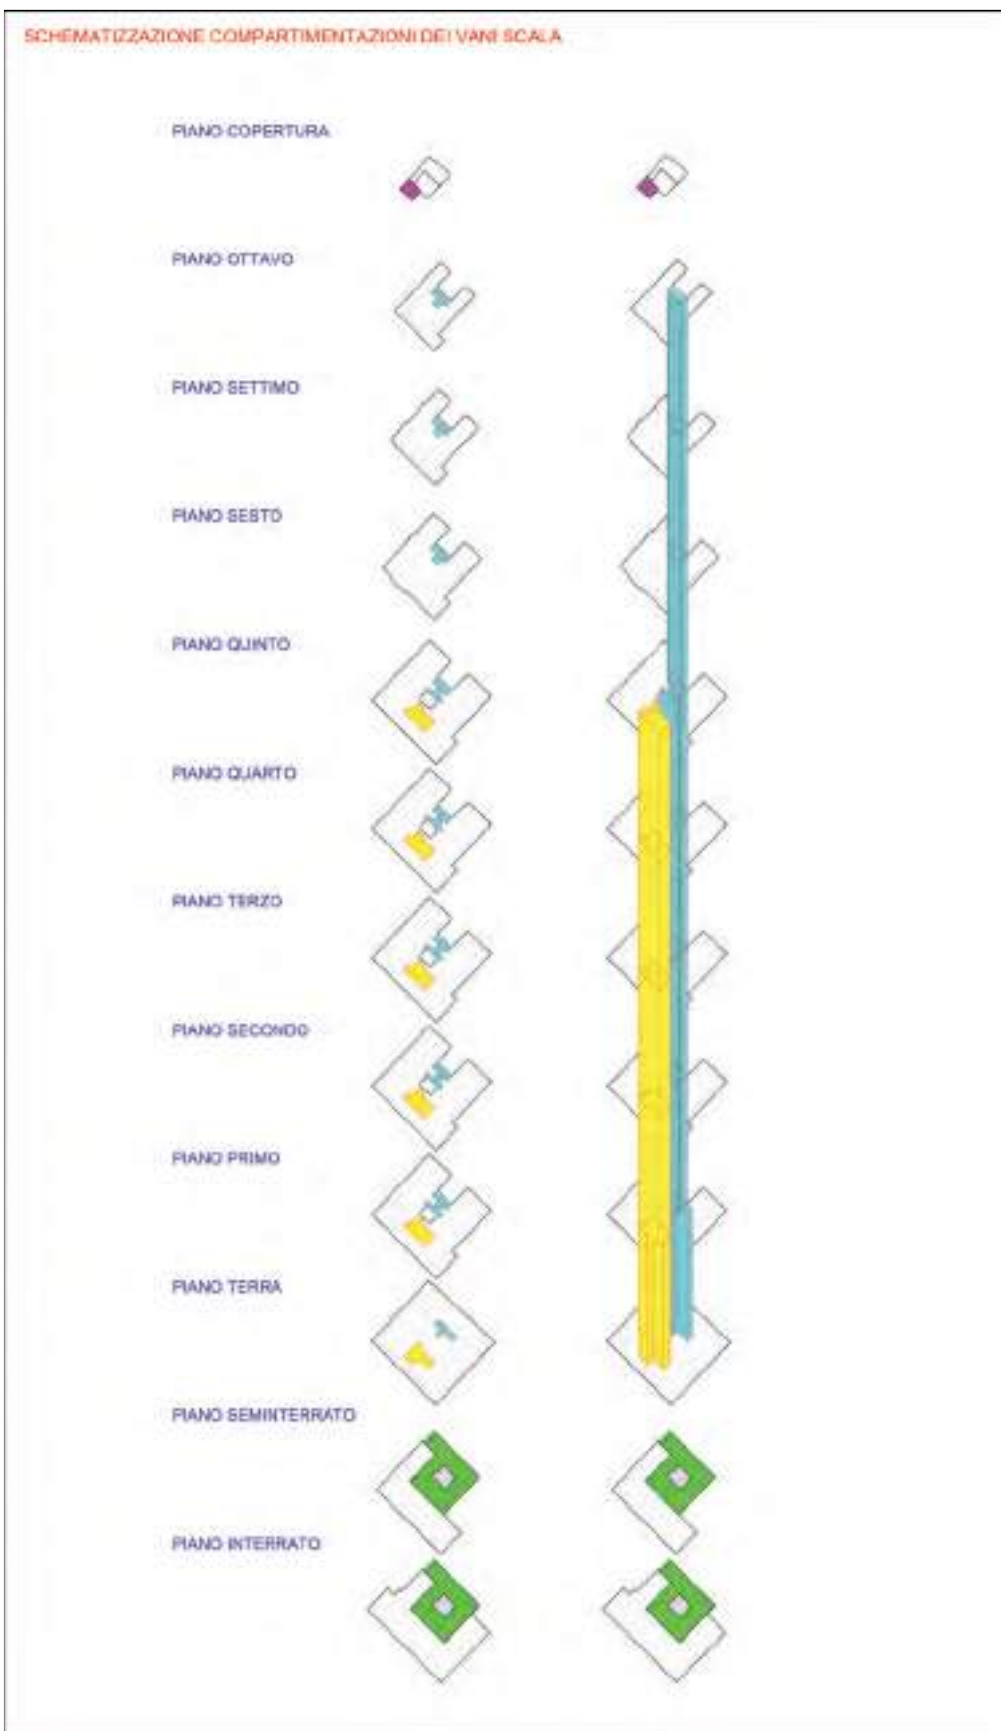 SCHEMATIZZAZIONE COMPARTIMENTAZIONI DEI VANI SCALA
PIANO COPERTURA
PIANO OTTAVO
PIANO SETTIMO
PIANO SESTO
PIANO QUINTO
PIANO QUARTO
PIANO TERZO
PIANO SECONDO
PIANO PRIMO
PIANO TERRA
PIANO SEMINTERRATO
PIANO INTERRATO